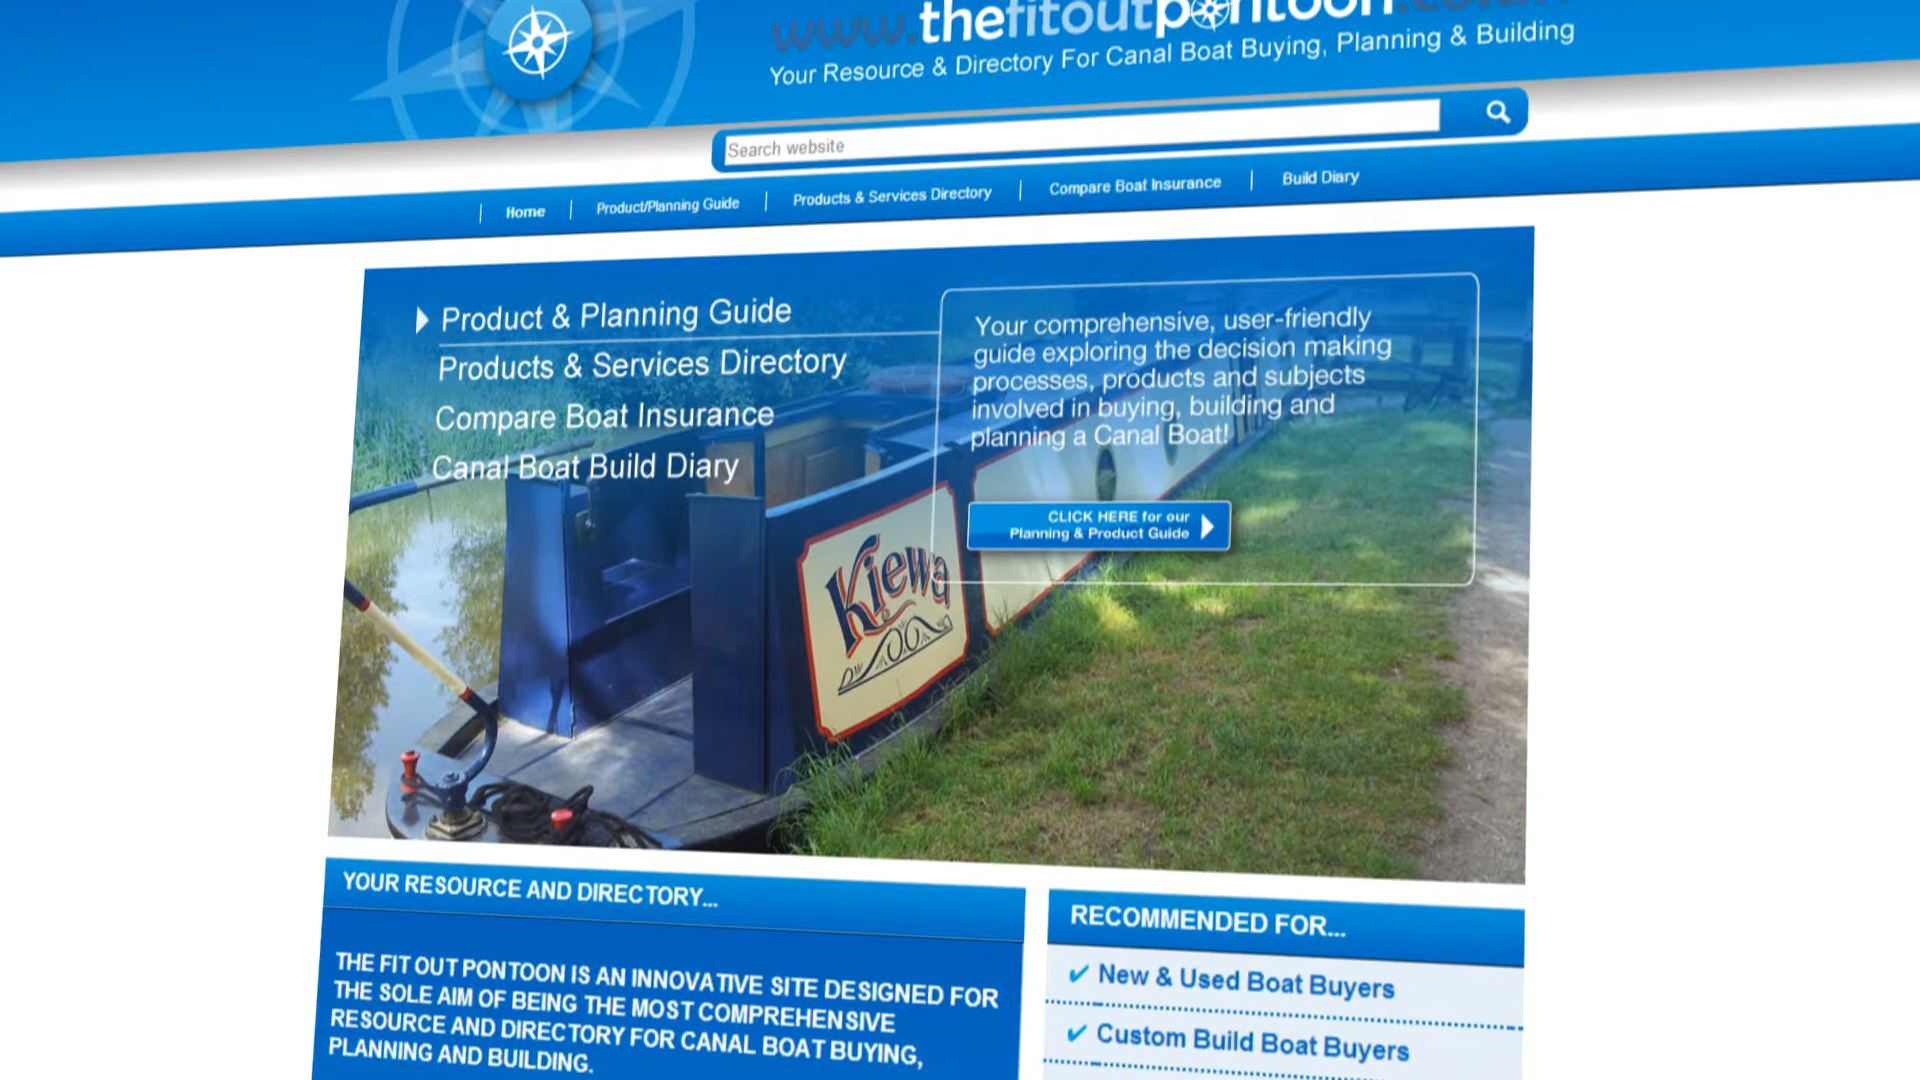 www.thefitoutpontoon
Your Resource & Directory For Canal Boat Buying, Planning & Building
Search website
Home
Product/Planning Guide
Products & Services Directory
Compare Boat Insurance
Build Diary
Product & Planning Guide
Products & Services Directory
Compare Boat Insurance
Canal Boat Build Diary
Your comprehensive, user-friendly
guide exploring the decision making
processes, products and subjects
involved in buying, building and
planning a Canal Boat!
CLICK HERE for our
Planning & Product Guide
Kiewa
YOUR RESOURCE AND DIRECTORY...
THE FIT OUT PONTOON IS AN INNOVATIVE SITE DESIGNED FOR
THE SOLE AIM OF BEING THE MOST COMPREHENSIVE
RESOURCE AND DIRECTORY FOR CANAL BOAT BUYING,
PLANNING AND BUILDING.
RECOMMENDED FOR...
New & Used Boat Buyers
Custom Build Boat Buyers